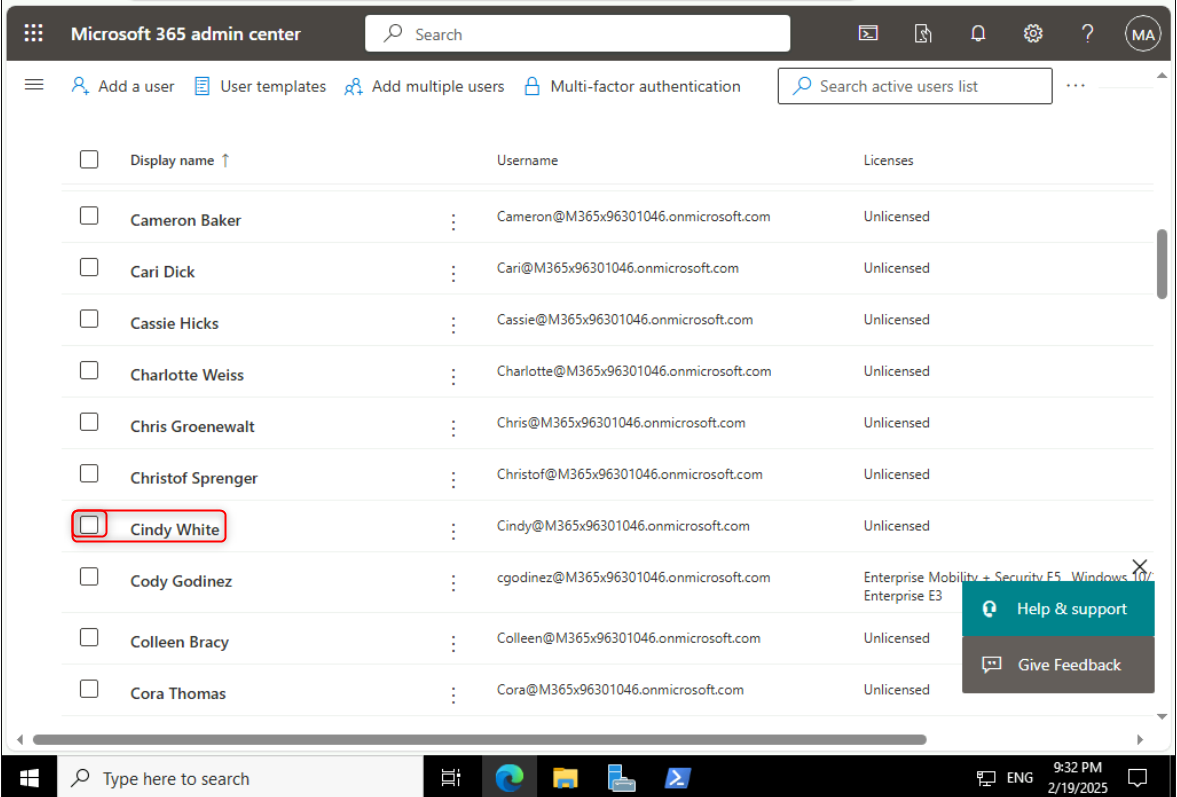 Microsoft 365 admin center
Search
?
MA
Add a user
User templates
Add multiple users
Multi-factor authentication
Search active users list
...
Display name ↑ Username Licenses
Cameron Baker Cameron@M365x96301046.onmicrosoft.com Unlicensed
Cari Dick Cari@M365x96301046.onmicrosoft.com Unlicensed
Cassie Hicks Cassie@M365x96301046.onmicrosoft.com Unlicensed
Charlotte Weiss Charlotte@M365x96301046.onmicrosoft.com Unlicensed
Chris Groenewalt Chris@M365x96301046.onmicrosoft.com Unlicensed
Christof Sprenger Christof@M365x96301046.onmicrosoft.com Unlicensed
Cindy White Cindy@M365x96301046.onmicrosoft.com Unlicensed
Cody Godinez cgodinez@M365x96301046.onmicrosoft.com Enterprise Mobility + Security E5 Windows 10/
Enterprise E3
Help & support
Colleen Bracy Colleen@M365x96301046.onmicrosoft.com Unlicensed
Give Feedback
Cora Thomas Cora@M365x96301046.onmicrosoft.com Unlicensed
Type here to search
ENG
9:32 PM
2/19/2025